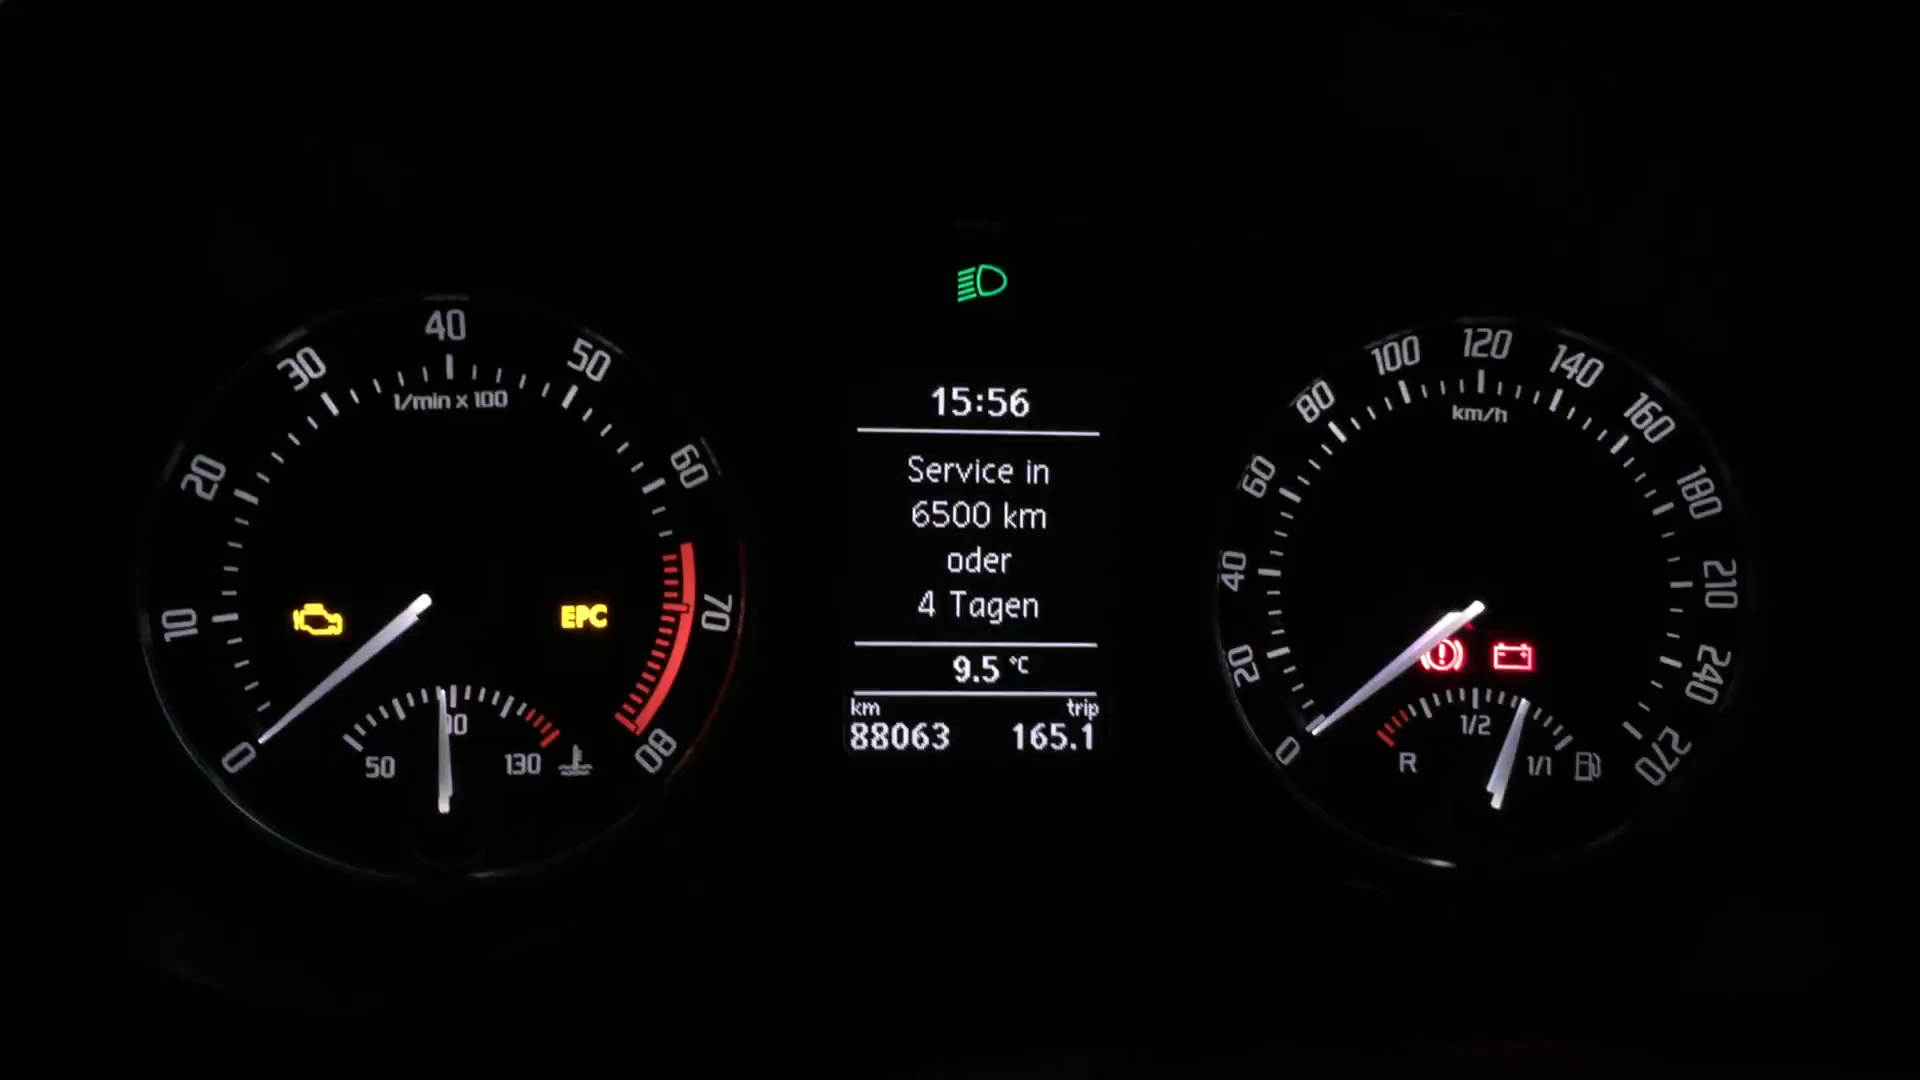 0
10
20
30
40
50
60
70
80
1/min x 100
EPC
50
90
130
15:56
Service in
6500 km
oder
4 Tagen
9.5 °C
km trip
88063 165.1
0
20
40
60
80
100
120
140
160
180
210
240
270
km/h
R
1/2
1/1